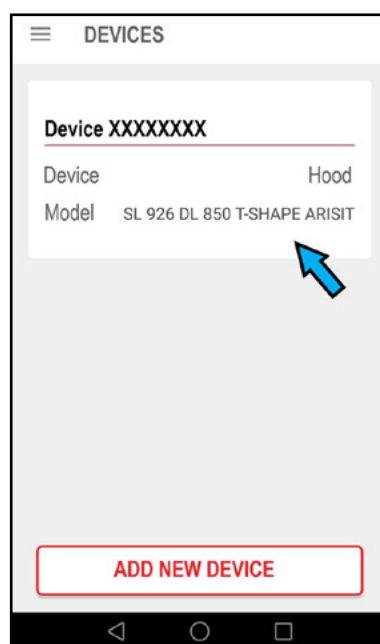 DEVICES
Device XXXXXXXX
Device Hood
Model SL 926 DL 850 T-SHAPE ARISIT
ADD NEW DEVICE